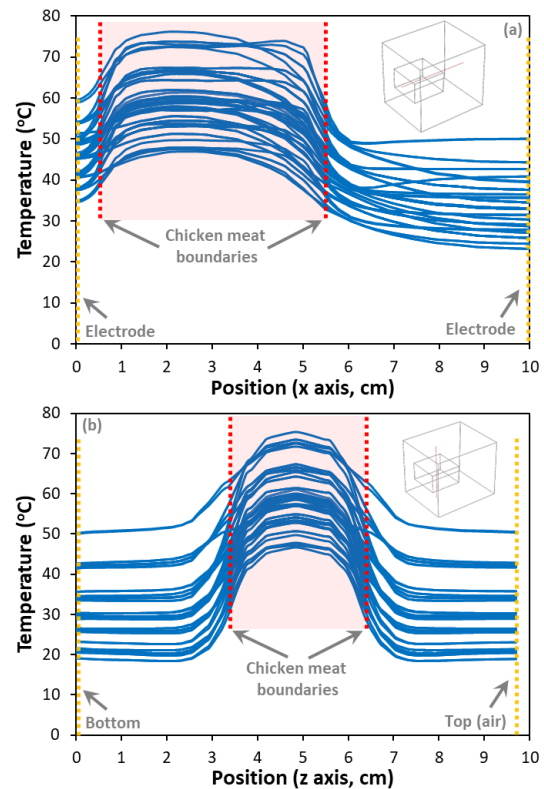 80
(a)
70
60
50
40
30
20
10
0
Temperature (°C)
Chicken meat
boundaries
Electrode
Electrode
0 1 2 3 4 5 6 7 8 9 10
Position (x axis, cm)
80
(b)
70
60
50
40
30
20
10
0
Temperature (°C)
Chicken meat
boundaries
Bottom
Top (air)
0 1 2 3 4 5 6 7 8 9 10
Position (z axis, cm)